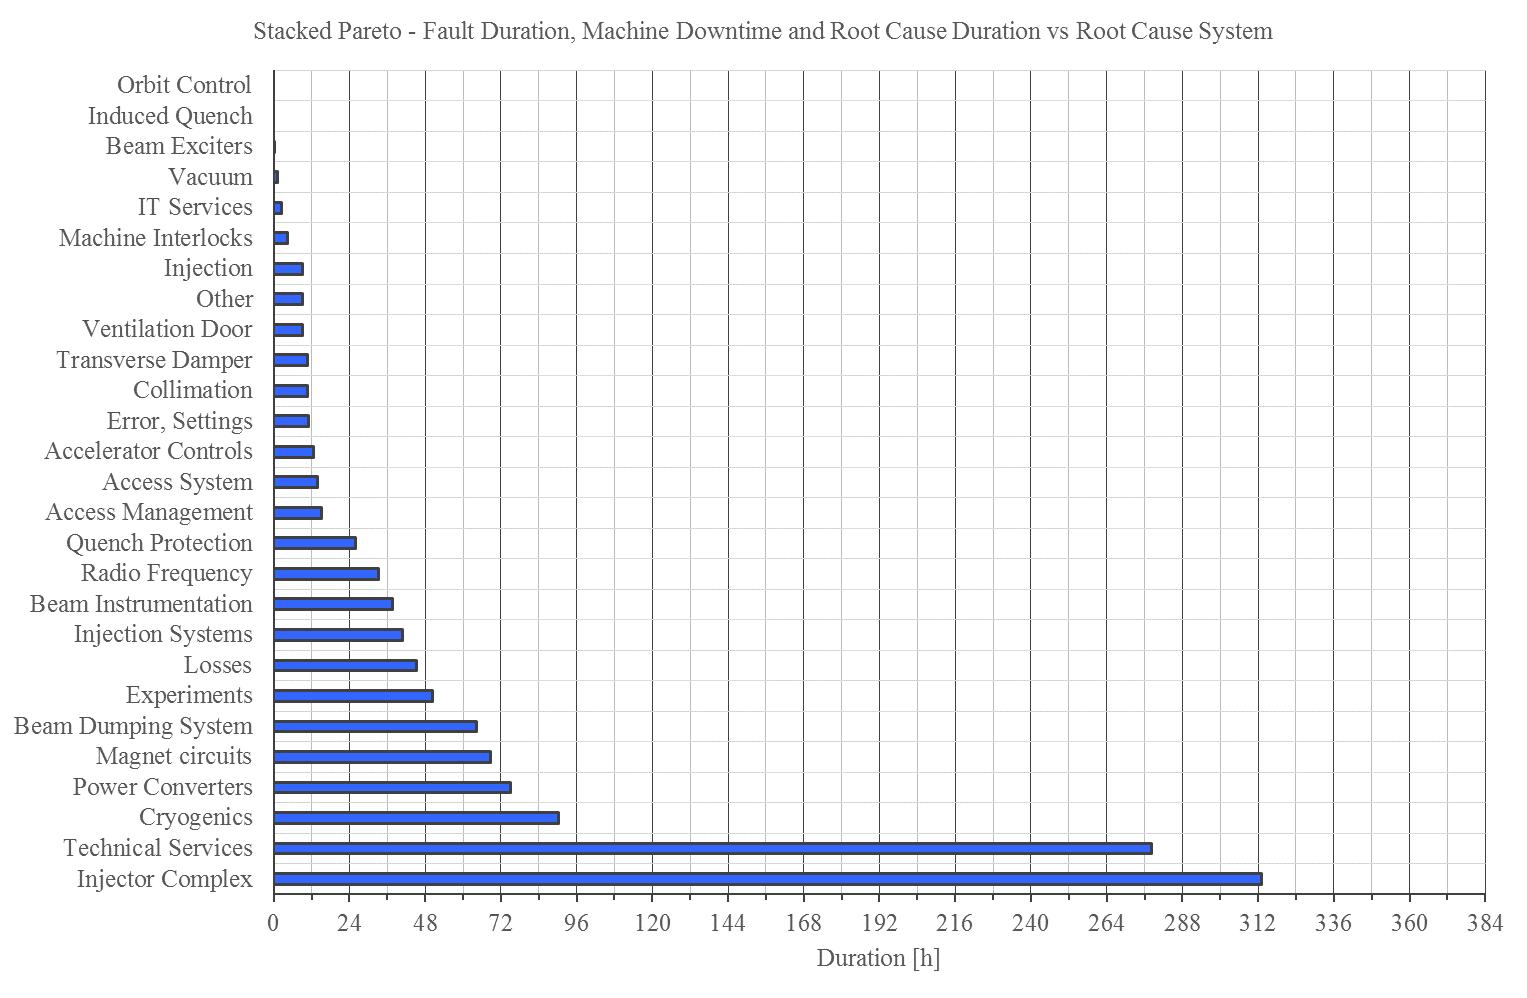 Stacked Pareto - Fault Duration, Machine Downtime and Root Cause Duration vs Root Cause System
Orbit Control
Induced Quench
Beam Exciters
Vacuum
IT Services
Machine Interlocks
Injection
Other
Ventilation Door
Transverse Damper
Collimation
Error, Settings
Accelerator Controls
Access System
Access Management
Quench Protection
Radio Frequency
Beam Instrumentation
Injection Systems
Losses
Experiments
Beam Dumping System
Magnet circuits
Power Converters
Cryogenics
Technical Services
Injector Complex
0 24 48 72 96 120 144 168 192 216 240 264 288 312 336 360 384
Duration [h]